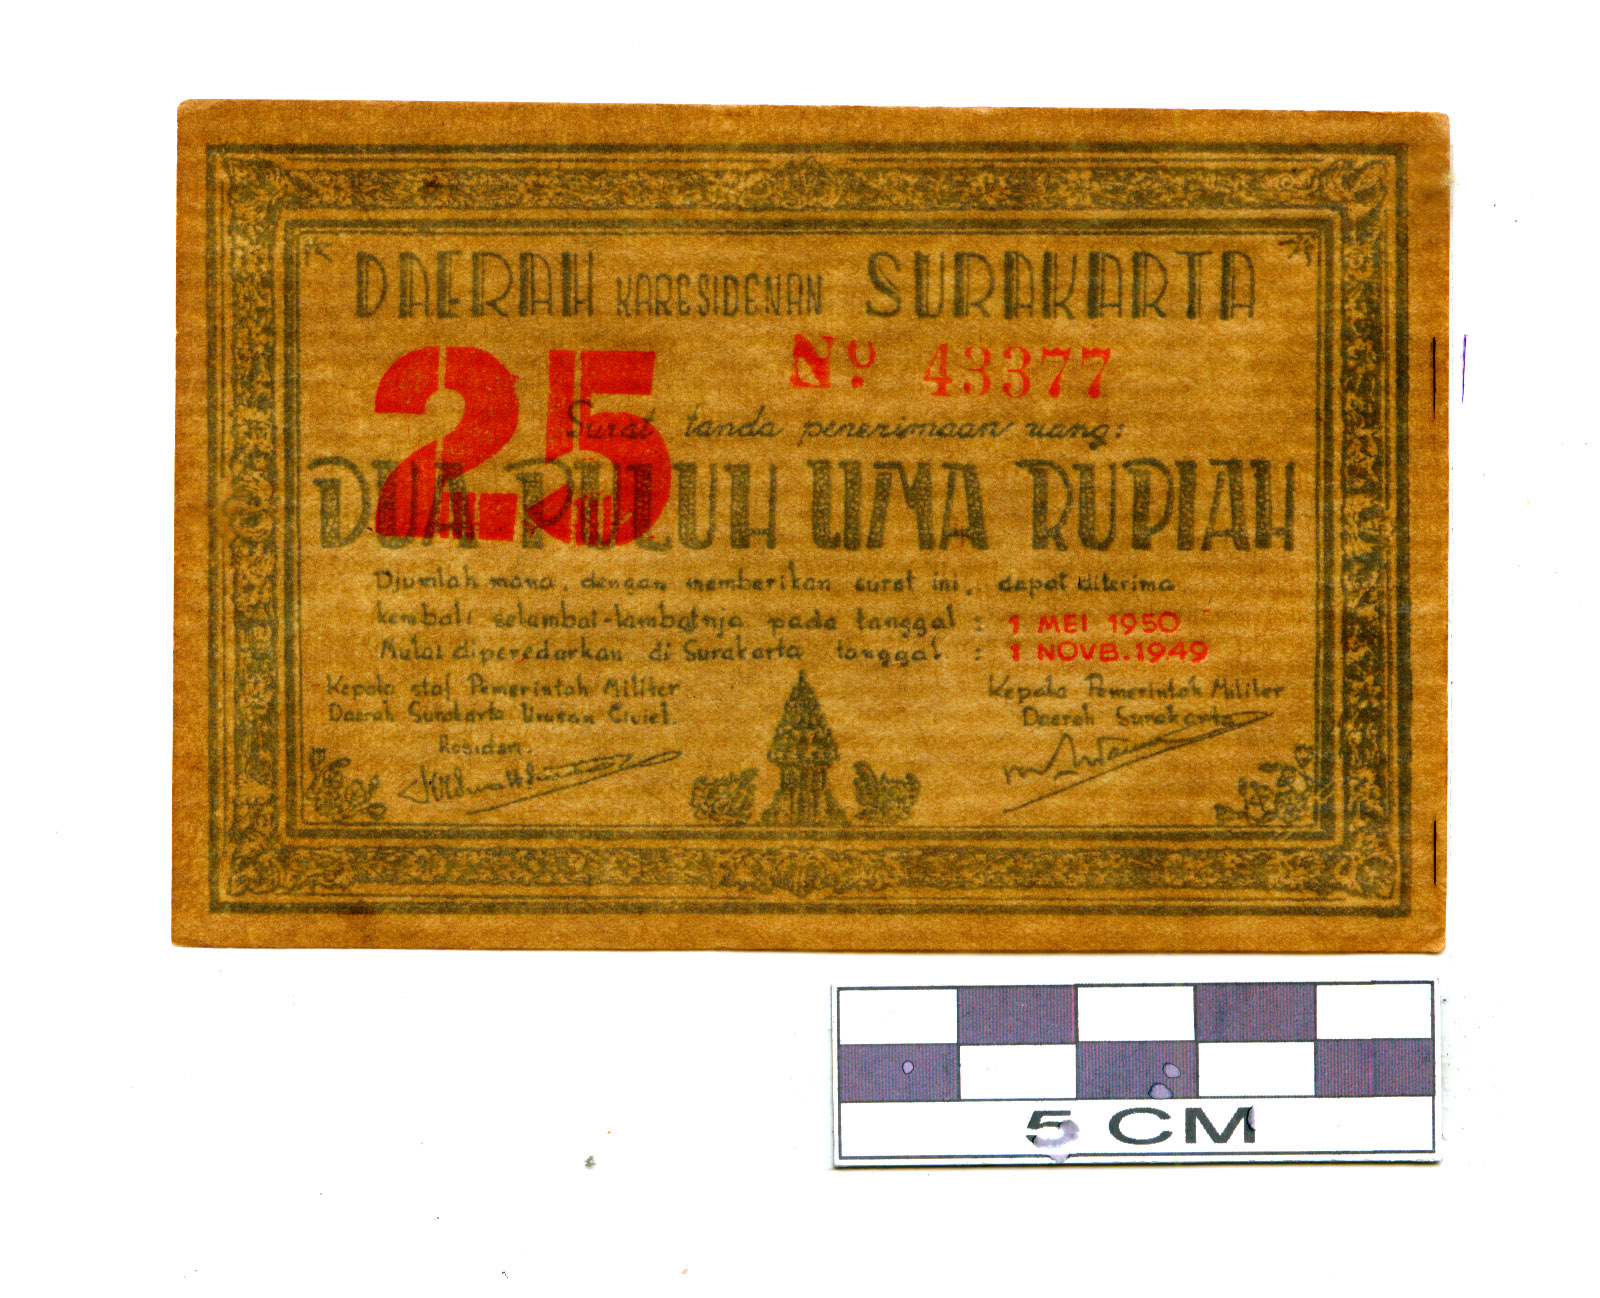 DAERAH KARESIDENAN SURAKARTA
25
No. 43377
Surat tanda penerimaan uang:
DUA PULUH LIMA RUPIAH
Djumlah mana, dengan memberikan surat ini, dapat diterima
kembali selambat-lambatnja pada tanggal : 1 MEI 1950
Mulai diperedarkan di Surakarta tanggal : 1 NOVB. 1949
Kepala staf Pemerintah Militer
Daerah Surakarta Urusan Civiel.
Residen.
Kepala Pemerintah Militer
Daerah Surakarta
5 CM